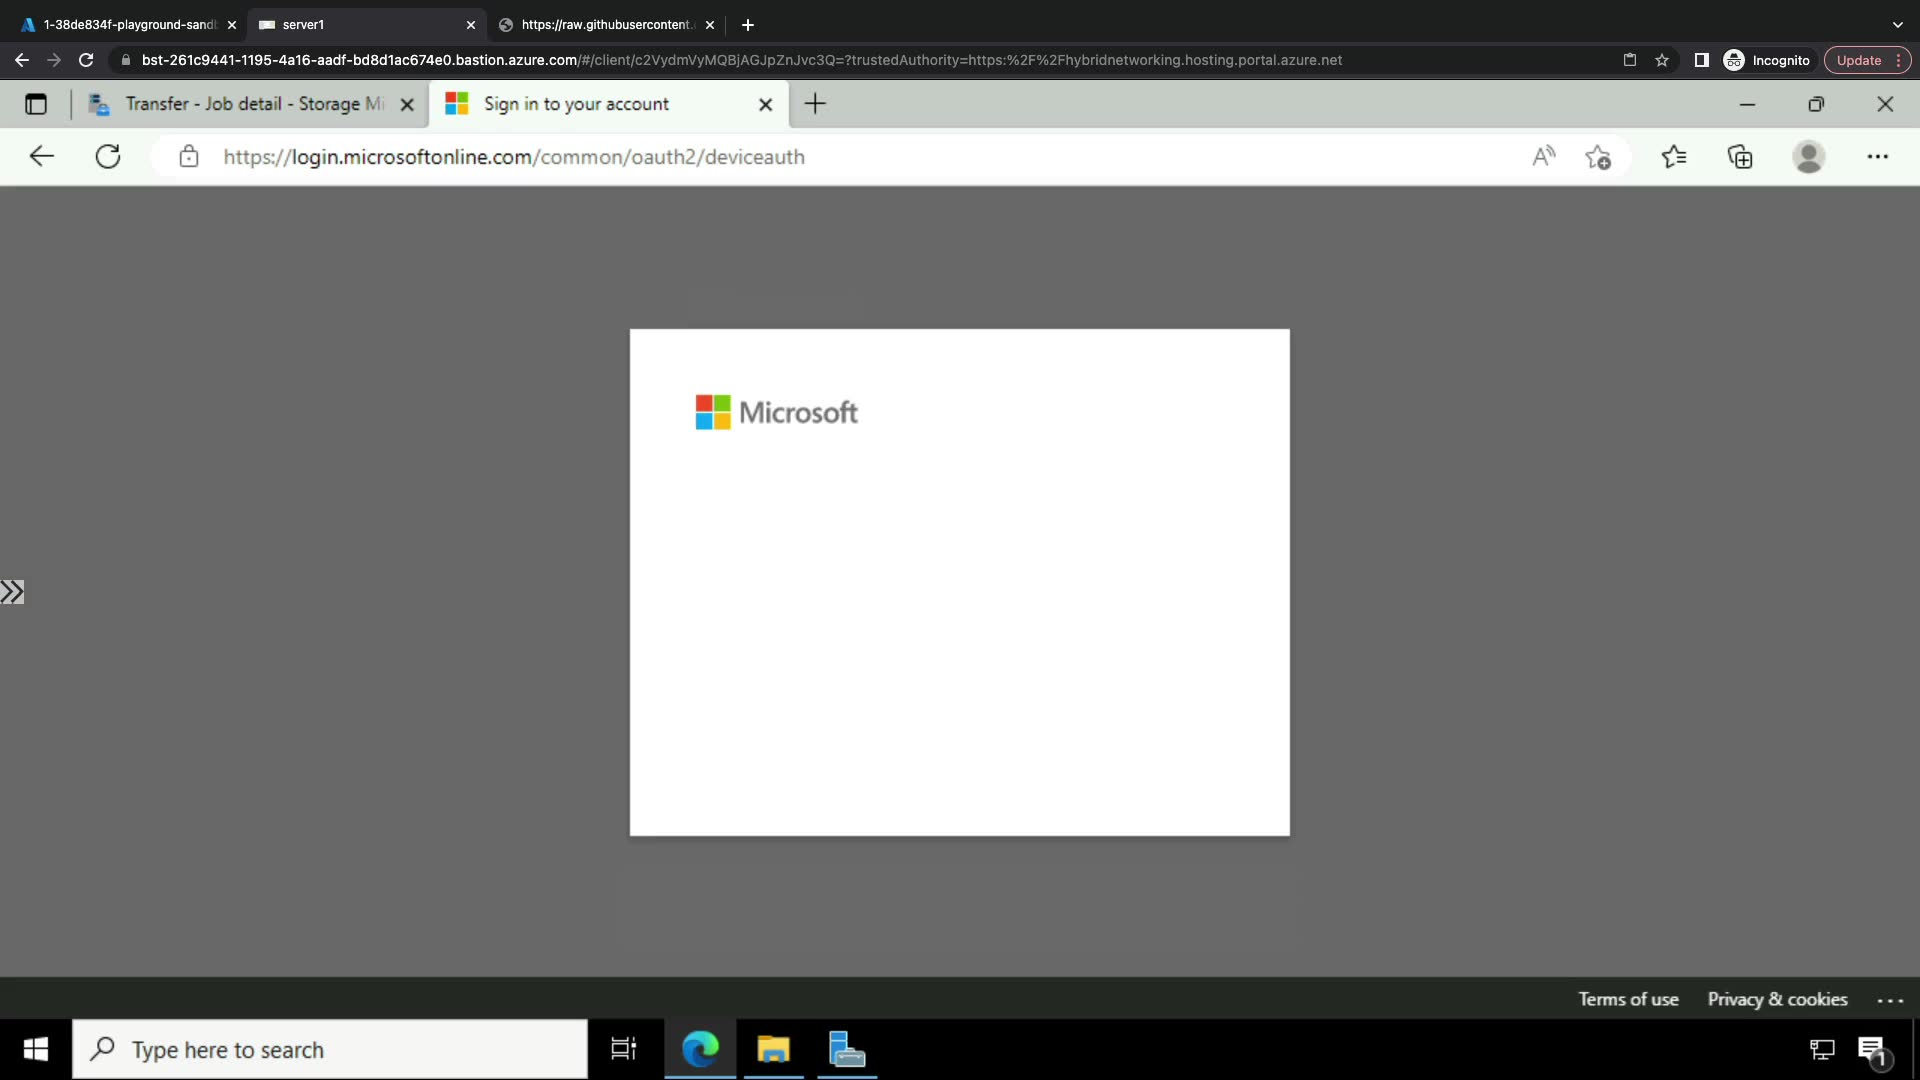 1-38de834f-playground-sand
server1
https://raw.githubusercontent.
bst-261c9441-1195-4a16-aadf-bd8d1ac674e0.bastion.azure.com/#/client/c2VydmVyMQBjAGJpZnJvc3Q=?trustedAuthority=https:%2F%2Fhybridnetworking.hosting.portal.azure.net
Incognito
Update
Transfer - Job detail - Storage Mi
Sign in to your account
https://login.microsoftonline.com/common/oauth2/deviceauth
Microsoft
Terms of use
Privacy & cookies
Type here to search
1